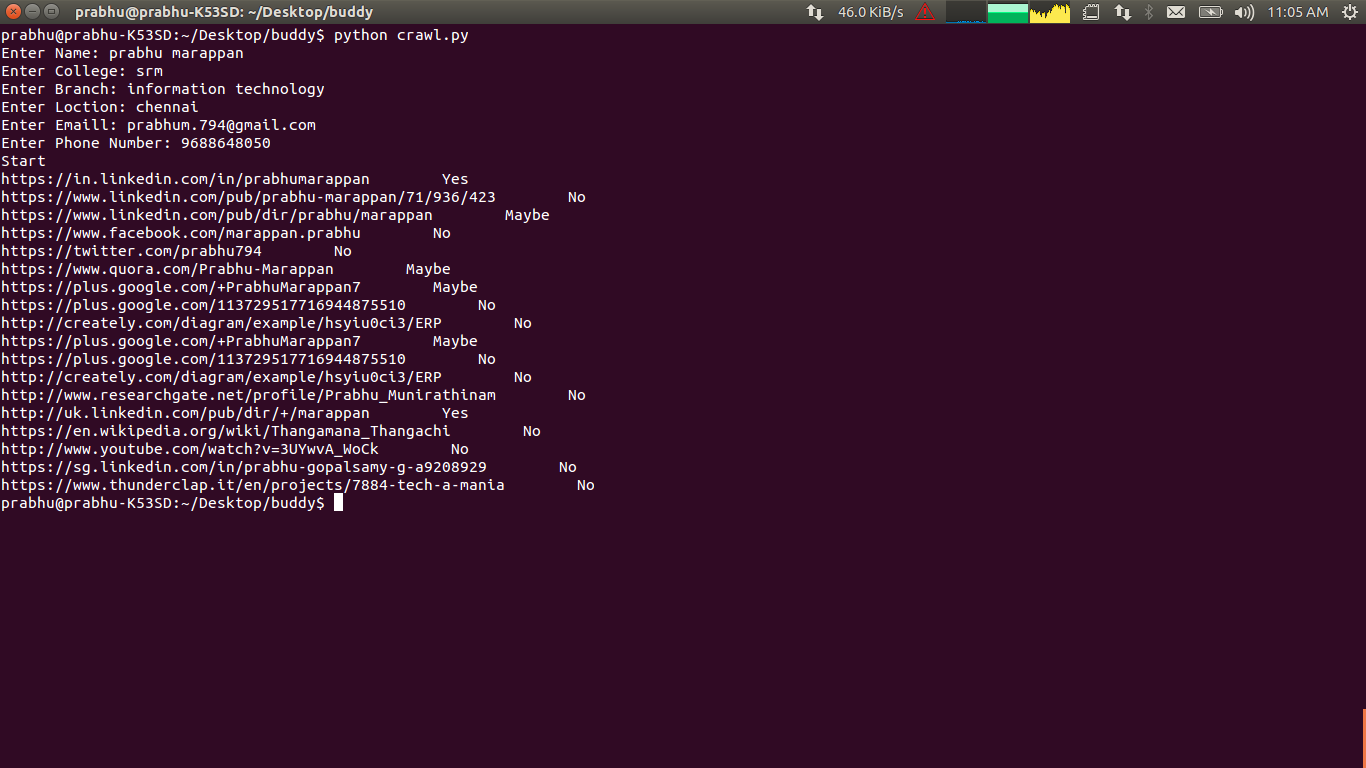 prabhu@prabhu-K53SD: ~/Desktop/buddy 46.0 KiB/s 11:05 AM
prabhu@prabhu-K53SD:~/Desktop/buddy$ python crawl.py
Enter Name: prabhu marappan
Enter College: srm
Enter Branch: information technology
Enter Loction: chennai
Enter Emaill: prabhum.794@gmail.com
Enter Phone Number: 9688648050
Start
https://in.linkedin.com/in/prabhumarappan Yes
https://www.linkedin.com/pub/prabhu-marappan/71/936/423 No
https://www.linkedin.com/pub/dir/prabhu/marappan Maybe
https://www.facebook.com/marappan.prabhu No
https://twitter.com/prabhu794 No
https://www.quora.com/Prabhu-Marappan Maybe
https://plus.google.com/+PrabhuMarappan7 Maybe
https://plus.google.com/113729517716944875510 No
http://creately.com/diagram/example/hsyiu0ci3/ERP No
https://plus.google.com/+PrabhuMarappan7 Maybe
https://plus.google.com/113729517716944875510 No
http://creately.com/diagram/example/hsyiu0ci3/ERP No
http://www.researchgate.net/profile/Prabhu_Munirathinam No
http://uk.linkedin.com/pub/dir/+/marappan Yes
https://en.wikipedia.org/wiki/Thangamana_Thangachi No
http://www.youtube.com/watch?v=3UYwvA_WoCk No
https://sg.linkedin.com/in/prabhu-gopalsamy-g-a9208929 No
https://www.thunderclap.it/en/projects/7884-tech-a-mania No
prabhu@prabhu-K53SD:~/Desktop/buddy$